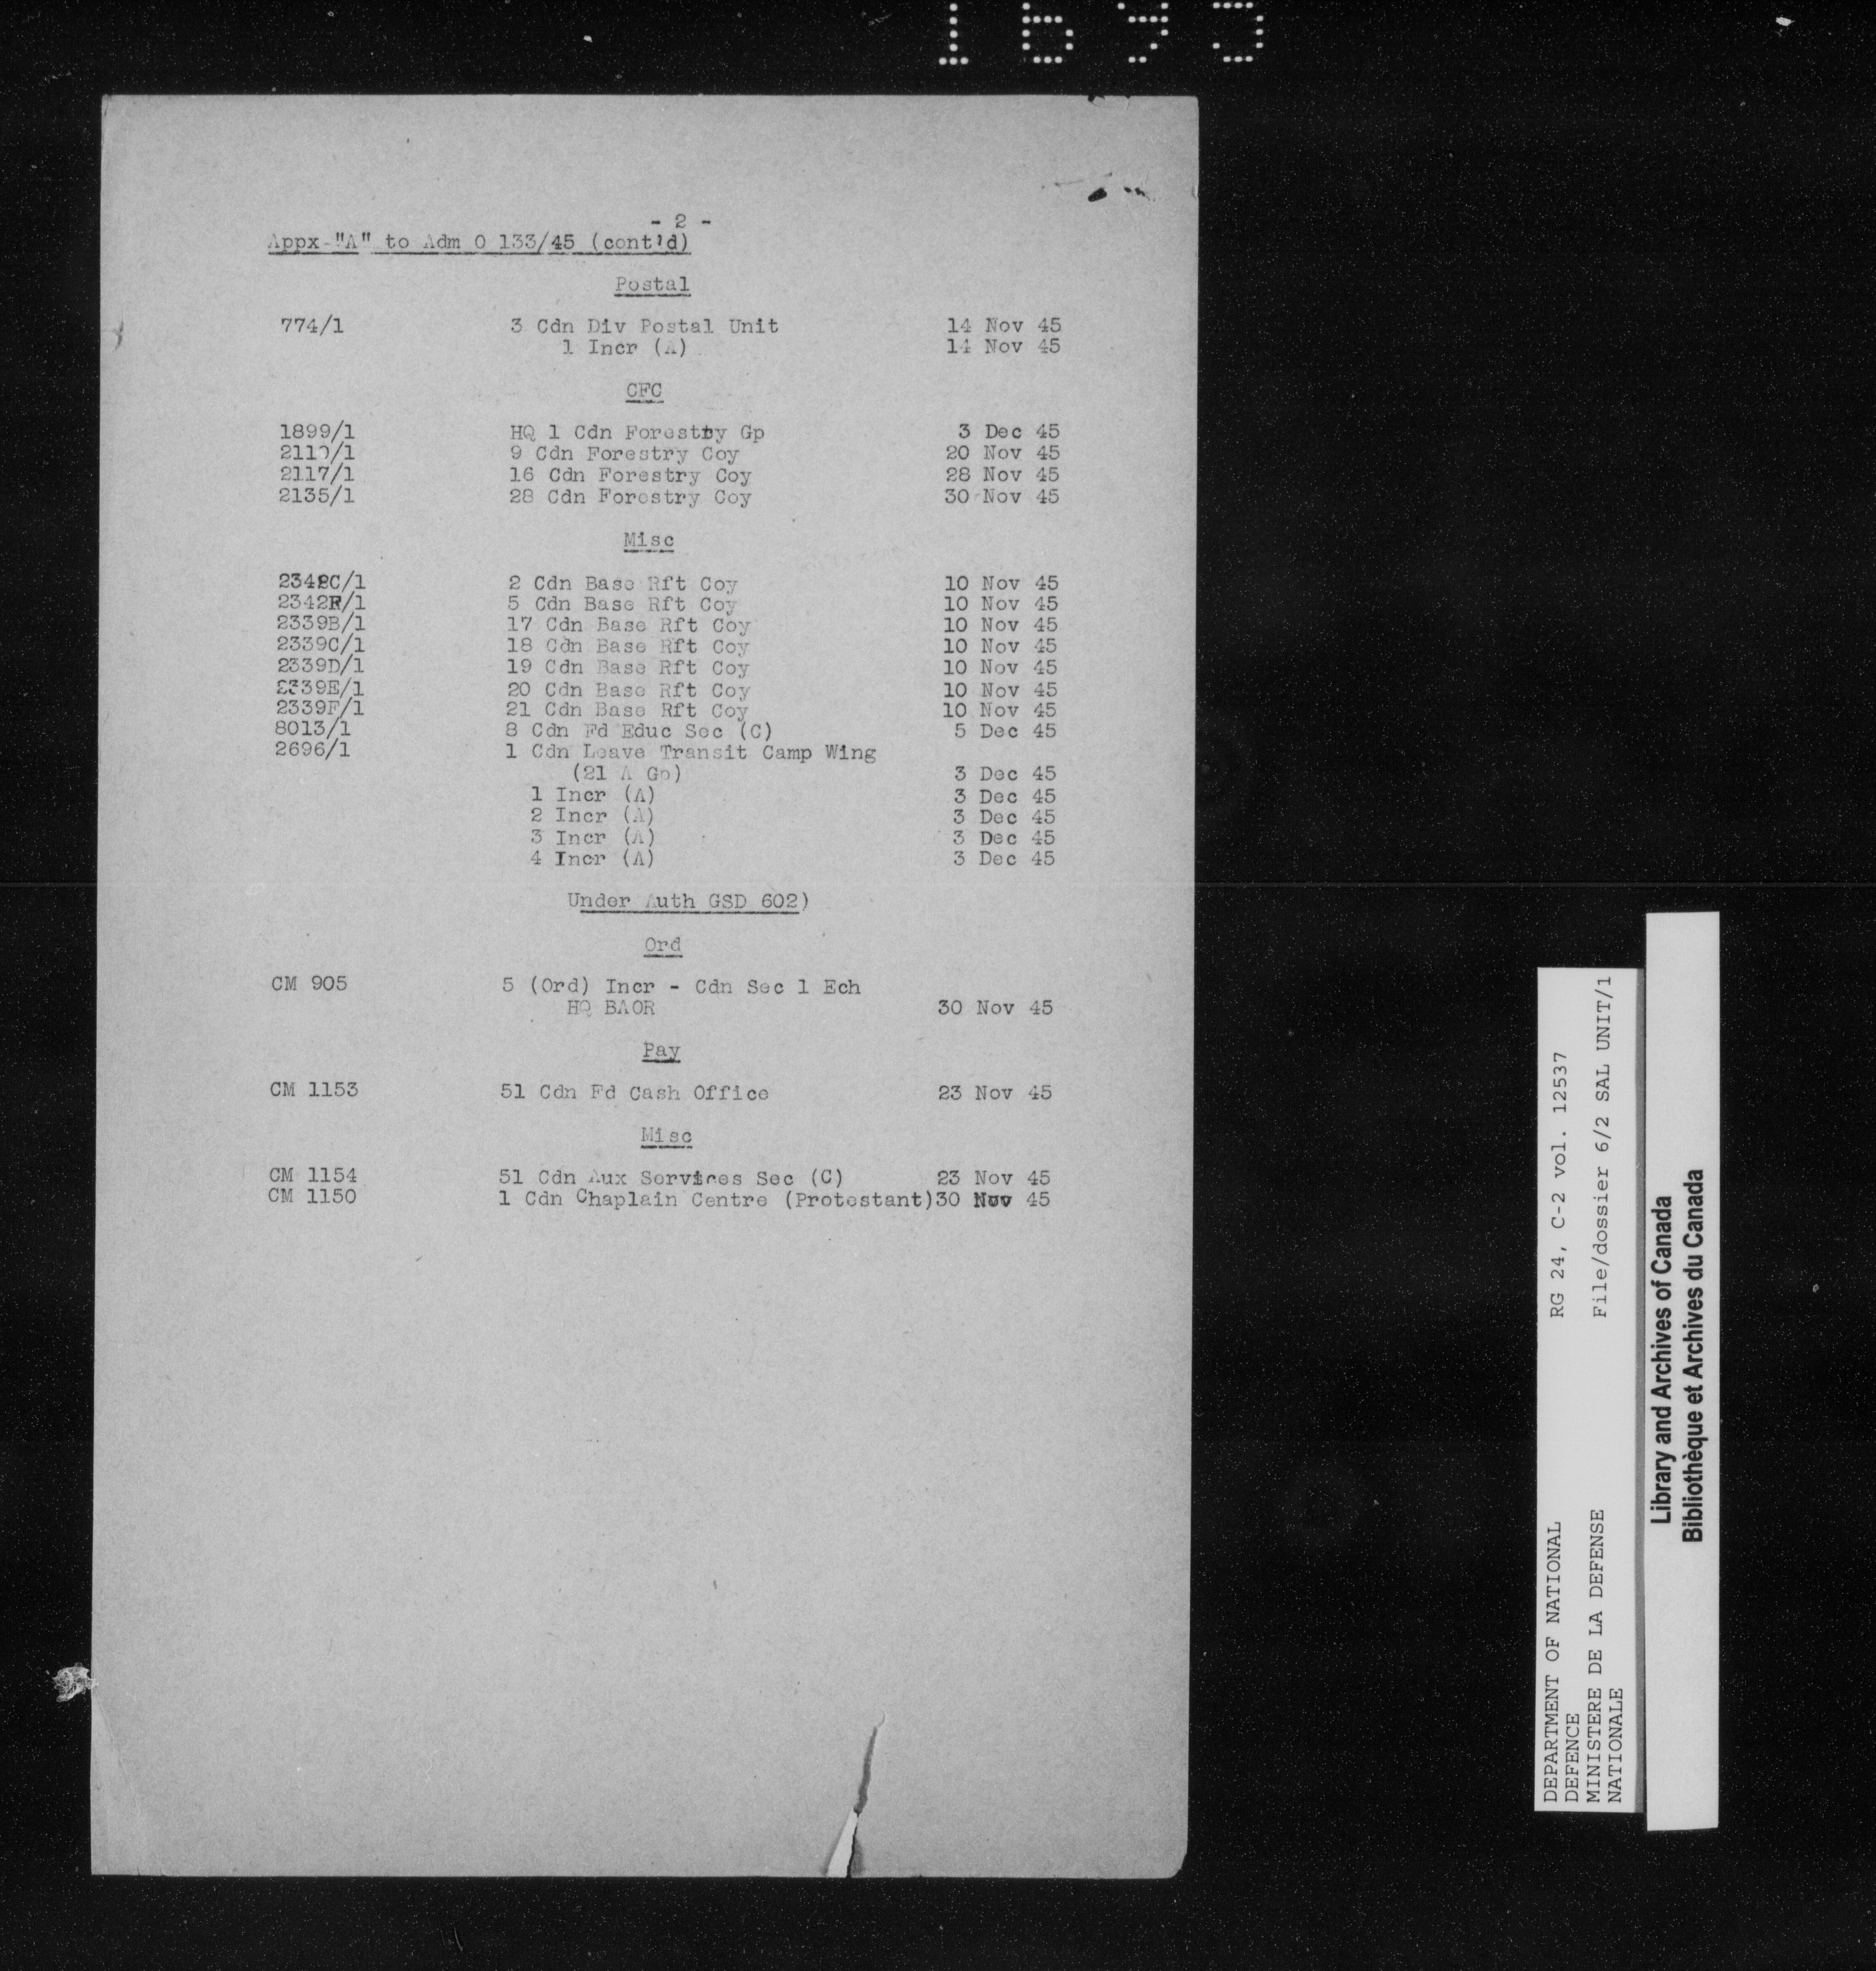 - 2 -
Appx "A" to Adm O 133/45 (cont'd)
Postal
774/1 3 Cdn Div Postal Unit 14 Nov 45
1 Incr (A) 14 Nov 45
CFC
1899/1 HQ 1 Cdn Forestry Gp 3 Dec 45
9 Cdn Forestry Coy 20 Nov 45
2117/1 16 Cdn Forestry Coy 28 Nov 45
2135/1 28 Cdn Forestry Coy 30 Nov 45
Misc
2342C/1 2 Cdn Base Rft Coy 10 Nov 45
2342F/1 5 Cdn Base Rft Coy 10 Nov 45
2339B/1 17 Cdn Base Rft Coy 10 Nov 45
2339C/1 18 Cdn Base Rft Coy 10 Nov 45
2339D/1 19 Cdn Base Rft Coy 10 Nov 45
2339E/1 20 Cdn Base Rft Coy 10 Nov 45
2339F/1 21 Cdn Base Rft Coy 10 Nov 45
8013/1 8 Cdn Fd Educ Sec (C) 5 Dec 45
2696/1 1 Cdn Leave Transit Camp Wing
(21 A Gp) 3 Dec 45
1 Incr (A) 3 Dec 45
2 Incr (A) 3 Dec 45
3 Incr (A) 3 Dec 45
4 Incr (A) 3 Dec 45
Under Auth GSD 602)
Ord
CM 905 5 (Ord) Incr - Cdn Sec 1 Ech
HQ BAOR 30 Nov 45
Pay
CM 1153 51 Cdn Fd Cash Office 23 Nov 45
Misc
CM 1154 51 Cdn Aux Services Sec (C) 23 Nov 45
CM 1150 1 Cdn Chaplain Centre (Protestant) 30 Nov 45
DEPARTMENT OF NATIONAL RG 24, C-2 vol. 12537
DEFENCE
MINISTERE DE LA DEFENSE File/dossier 6/2 SAL UNIT/1
NATIONALE
Library and Archives of Canada
Bibliothèque et Archives du Canada